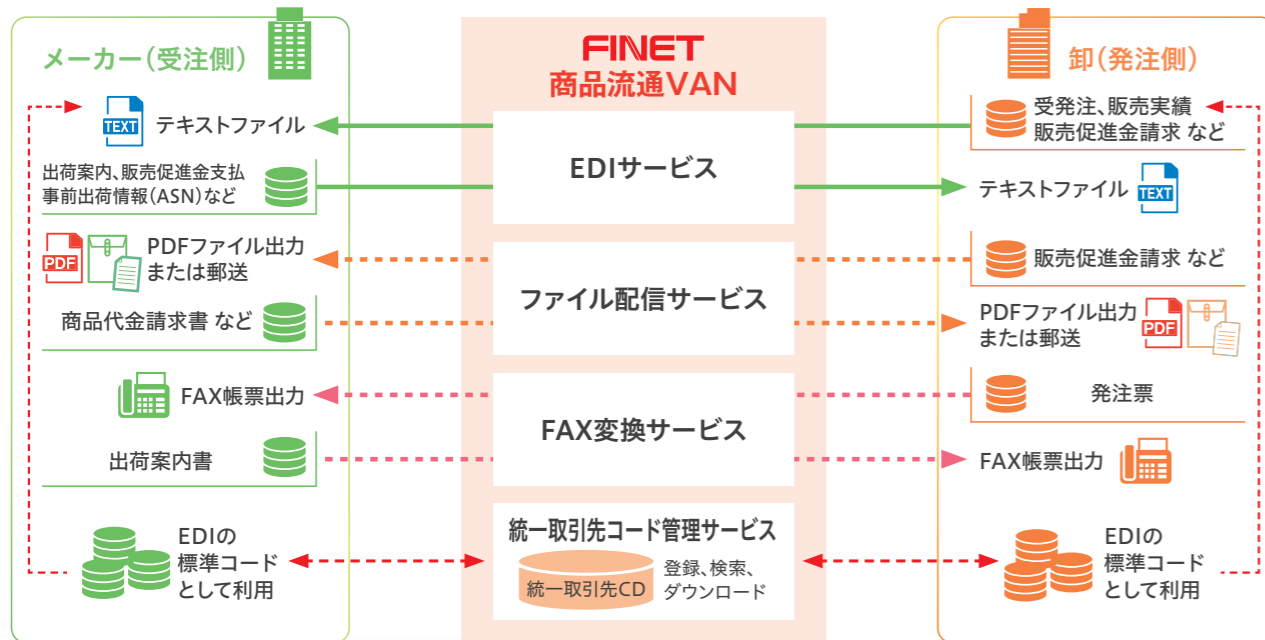 メーカー(受注側)
TEXT
テキストファイル
出荷案内、販売促進金支払
事前出荷情報(ASN)など
PDF
PDFファイル出力
または郵送
商品代金請求書 など
FAX帳票出力
出荷案内書
EDIの
標準コード
として利用
FINET
商品流通VAN
EDIサービス
ファイル配信サービス
FAX変換サービス
統一取引先コード管理サービス
統一取引先CD
登録、検索、
ダウンロード
卸(発注側)
受発注、販売実績
販売促進金請求 など
テキストファイル
TEXT
販売促進金請求 など
PDFファイル出力
または郵送
PDF
発注票
FAX帳票出力
EDIの
標準コード
として利用